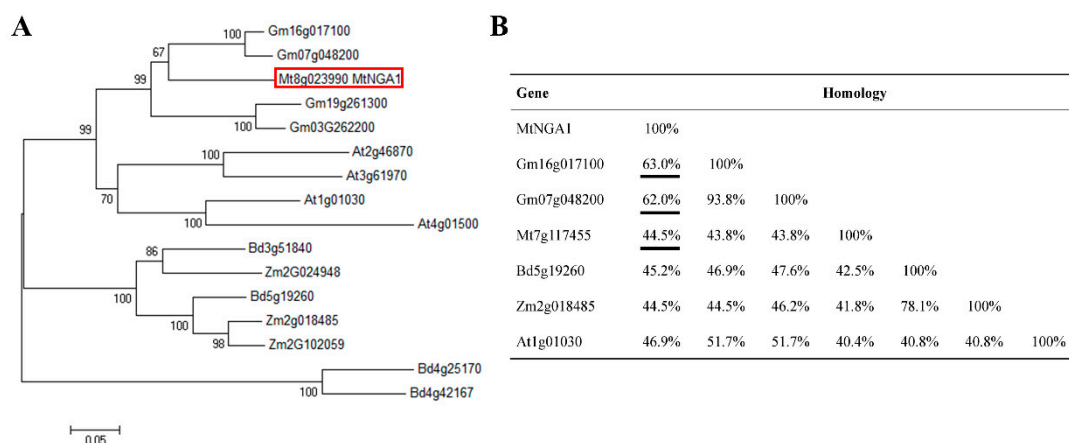 A
Gm16g017100
100
Gm07g048200
67
Mt8g023990 MtNGA1
99
Gm19g261300
100
Gm03G262200
99
At2g46870
100
At3g61970
70
At1g01030
100
At4g01500
Bd3g51840
86
Zm2G024948
100
Bd5g19260
100
Zm2g018485
98
Zm2G102059
Bd4g25170
100
Bd4g42167
0.05
B
Gene Homology
MtNGA1 100%
Gm16g017100 63.0% 100%
Gm07g048200 62.0% 93.8% 100%
Mt7g117455 44.5% 43.8% 43.8% 100%
Bd5g19260 45.2% 46.9% 47.6% 42.5% 100%
Zm2g018485 44.5% 44.5% 46.2% 41.8% 78.1% 100%
At1g01030 46.9% 51.7% 51.7% 40.4% 40.8% 40.8% 100%